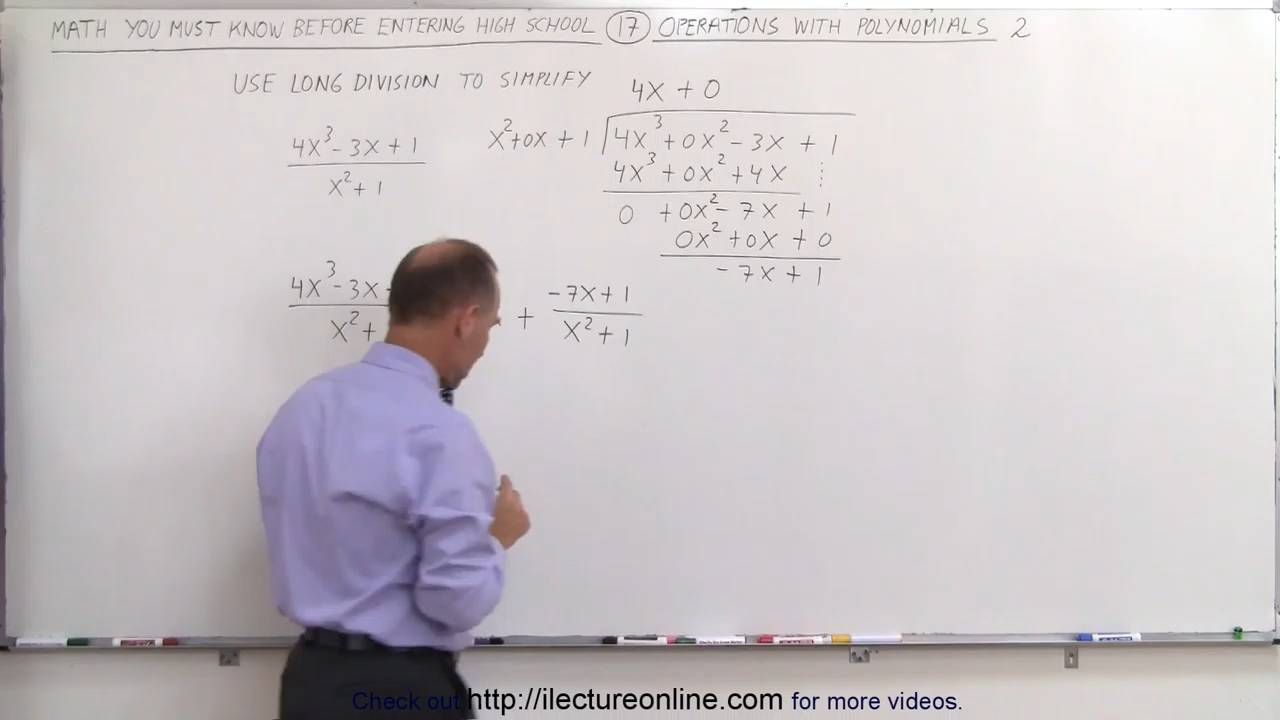 MATH YOU MUST KNOW BEFORE ENTERING HIGH SCHOOL 17 OPERATIONS WITH POLYNOMIALS 2
USE LONG DIVISION TO SIMPLIFY
4X + 0
4X³ - 3X + 1
X² + 1
X² + 0X + 1
4X³ + 0X² - 3X + 1
4X³ + 0X² + 4X
0 + 0X² - 7X + 1
0X² + 0X + 0
- 7X + 1
4X³ - 3X
X² +
+
- 7X + 1
X² + 1
Check out http://ilectureonline.com for more videos.